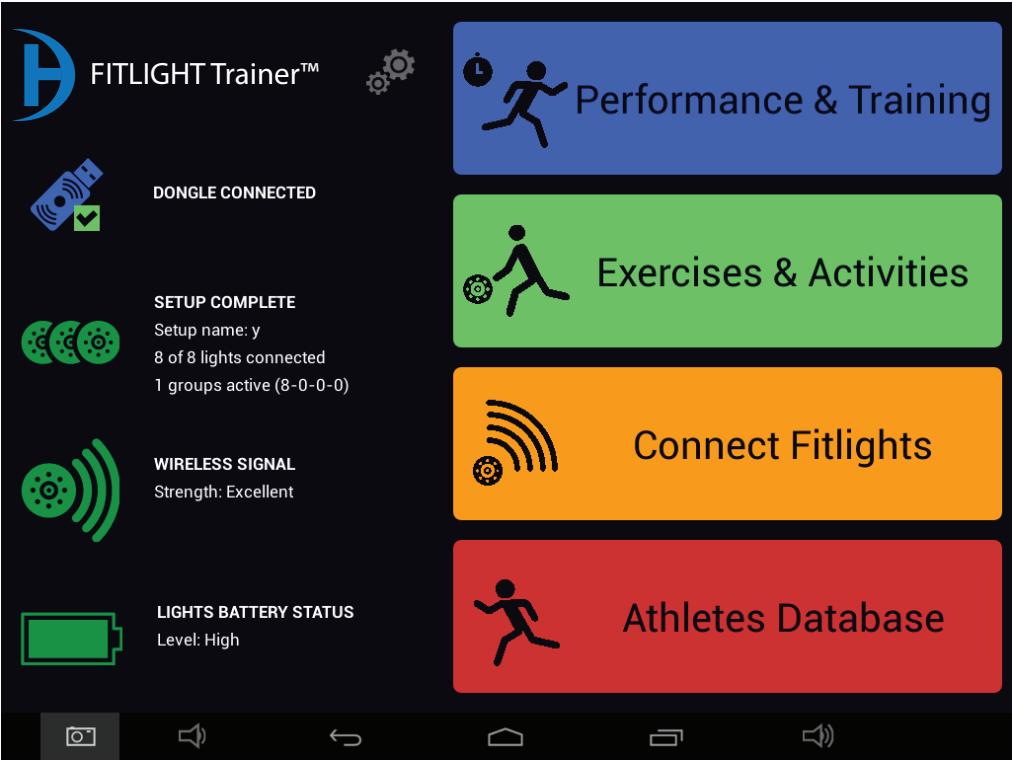 FITLIGHT Trainer™
DONGLE CONNECTED
SETUP COMPLETE
Setup name: y
8 of 8 lights connected
1 groups active (8-0-0-0)
WIRELESS SIGNAL
Strength: Excellent
LIGHTS BATTERY STATUS
Level: High
Performance & Training
Exercises & Activities
Connect Fitlights
Athletes Database